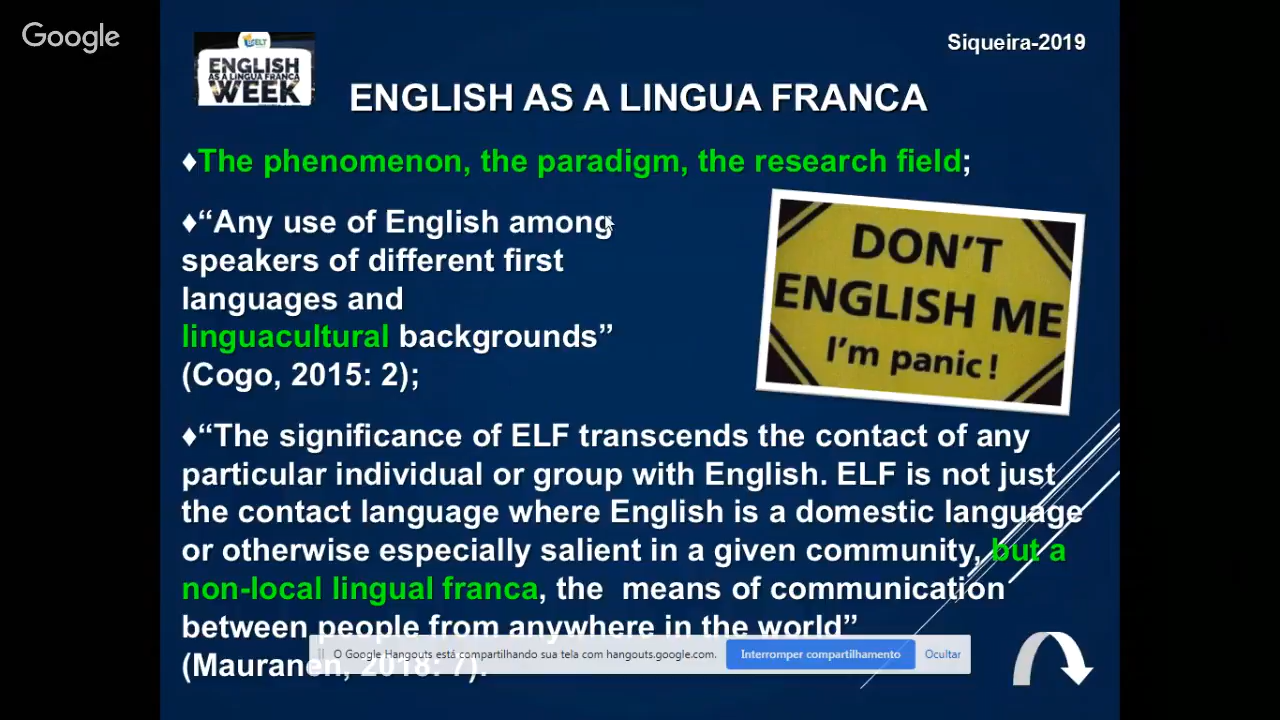 Google
Siqueira-2019
BELT
ENGLISH
AS A LINGUA FRANCA
WEEK
ENGLISH AS A LINGUA FRANCA
♦The phenomenon, the paradigm, the research field;
♦“Any use of English among
speakers of different first
languages and
linguacultural backgrounds”
(Cogo, 2015: 2);
DON'T
ENGLISH ME
I'm panic!
♦“The significance of ELF transcends the contact of any
particular individual or group with English. ELF is not just
the contact language where English is a domestic language
or otherwise especially salient in a given community, but a
non-local lingual franca, the means of communication
between people from anywhere in the world”
(Mauranen, 2018: 7).
O Google Hangouts está compartilhando sua tela com hangouts.google.com.
Interromper compartilhamento
Ocultar